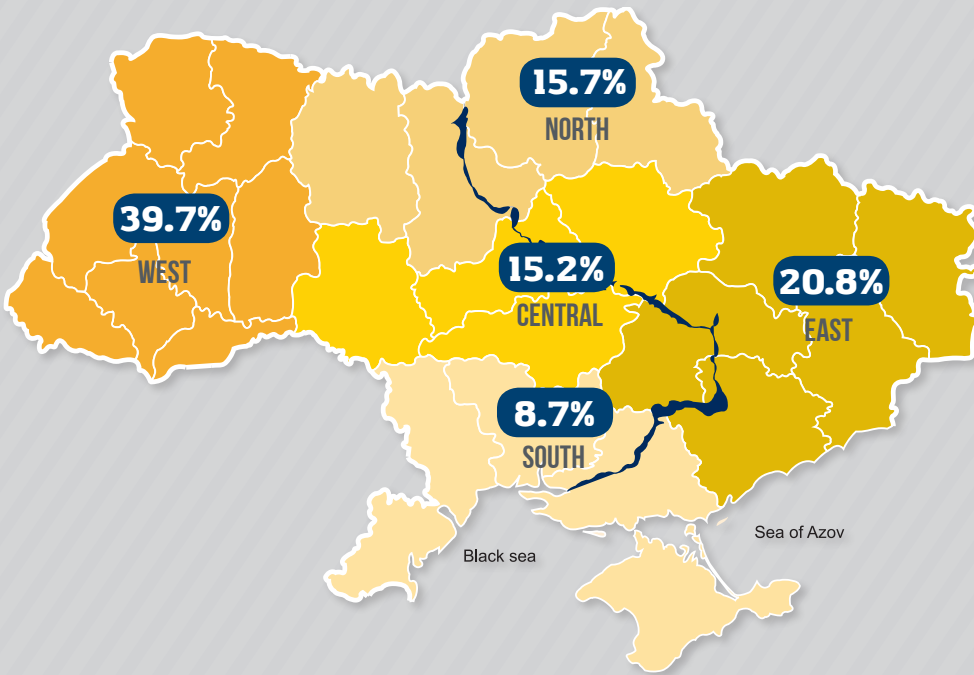 15.7%
NORTH
39.7%
WEST
15.2%
CENTRAL
20.8%
EAST
8.7%
SOUTH
Black sea
Sea of Azov